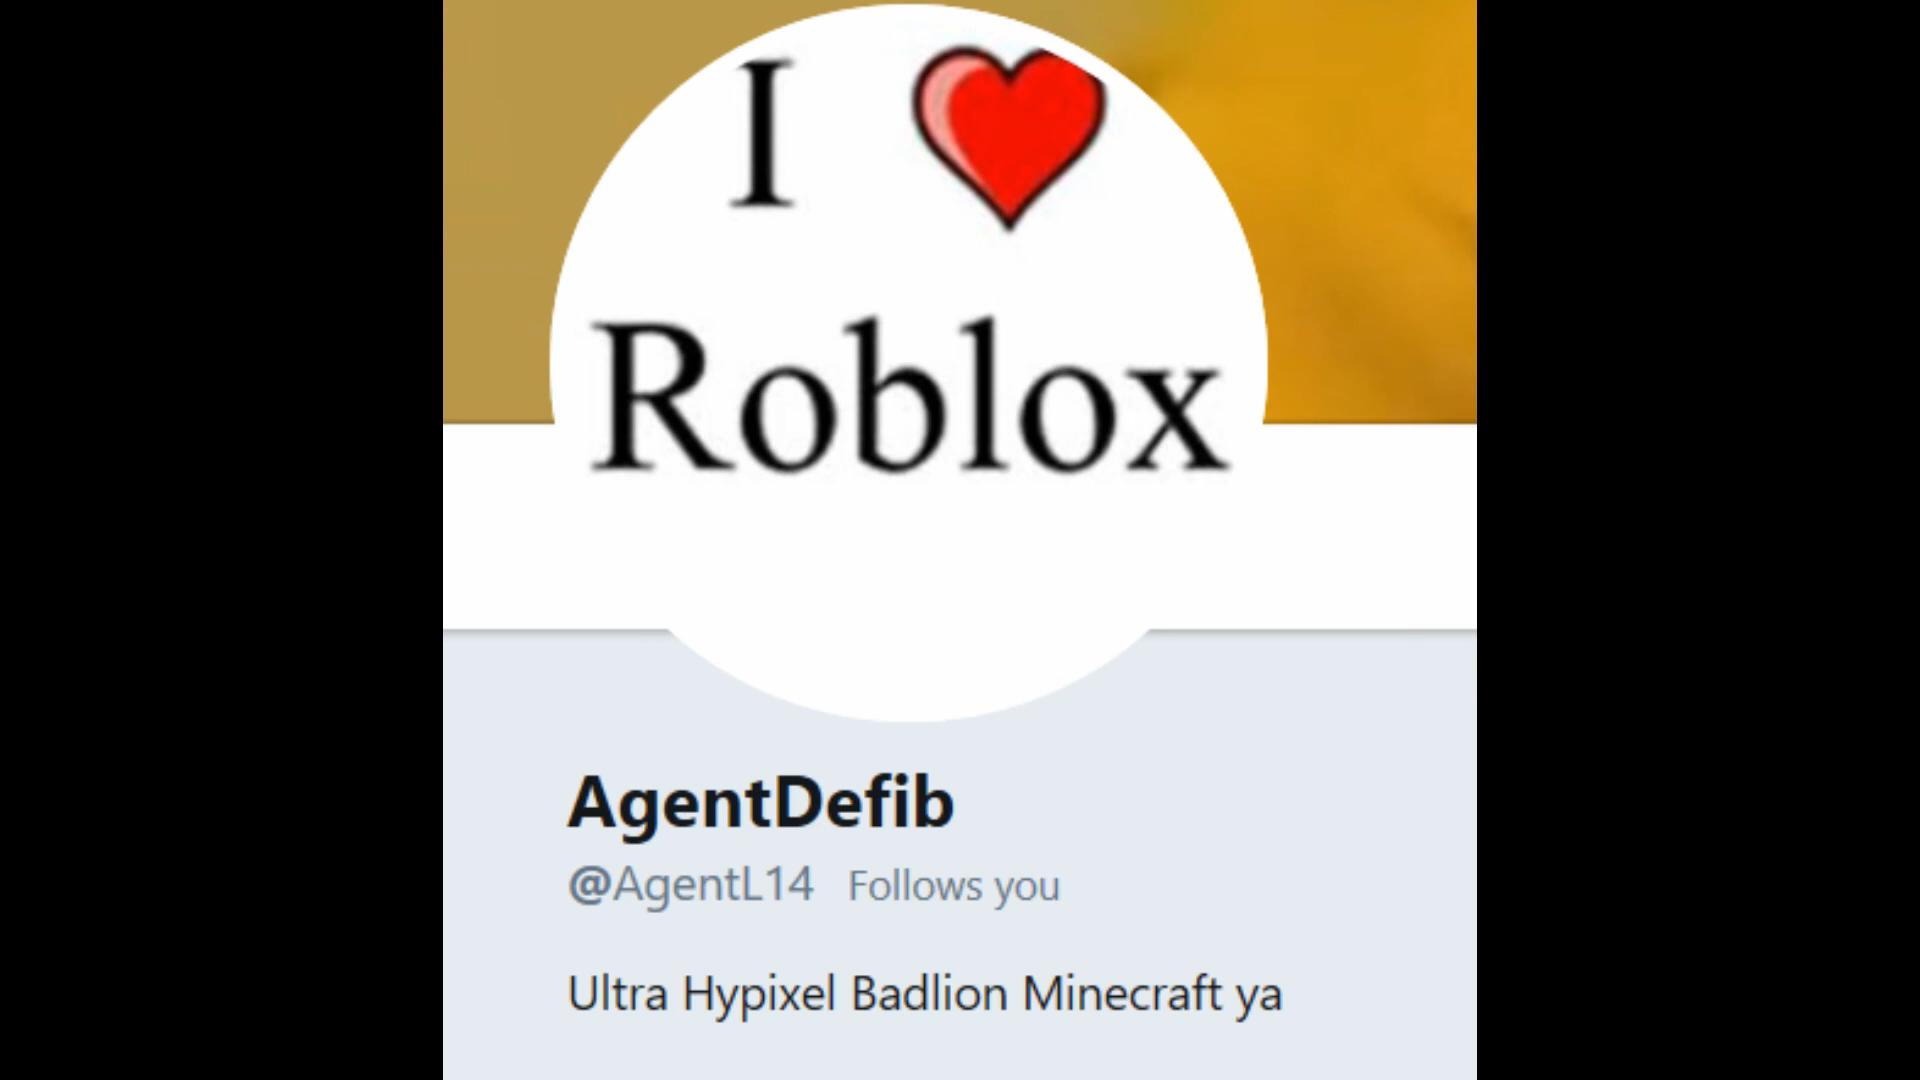 I
Roblox
AgentDefib
@AgentL14 Follows you
Ultra Hypixel Badlion Minecraft ya